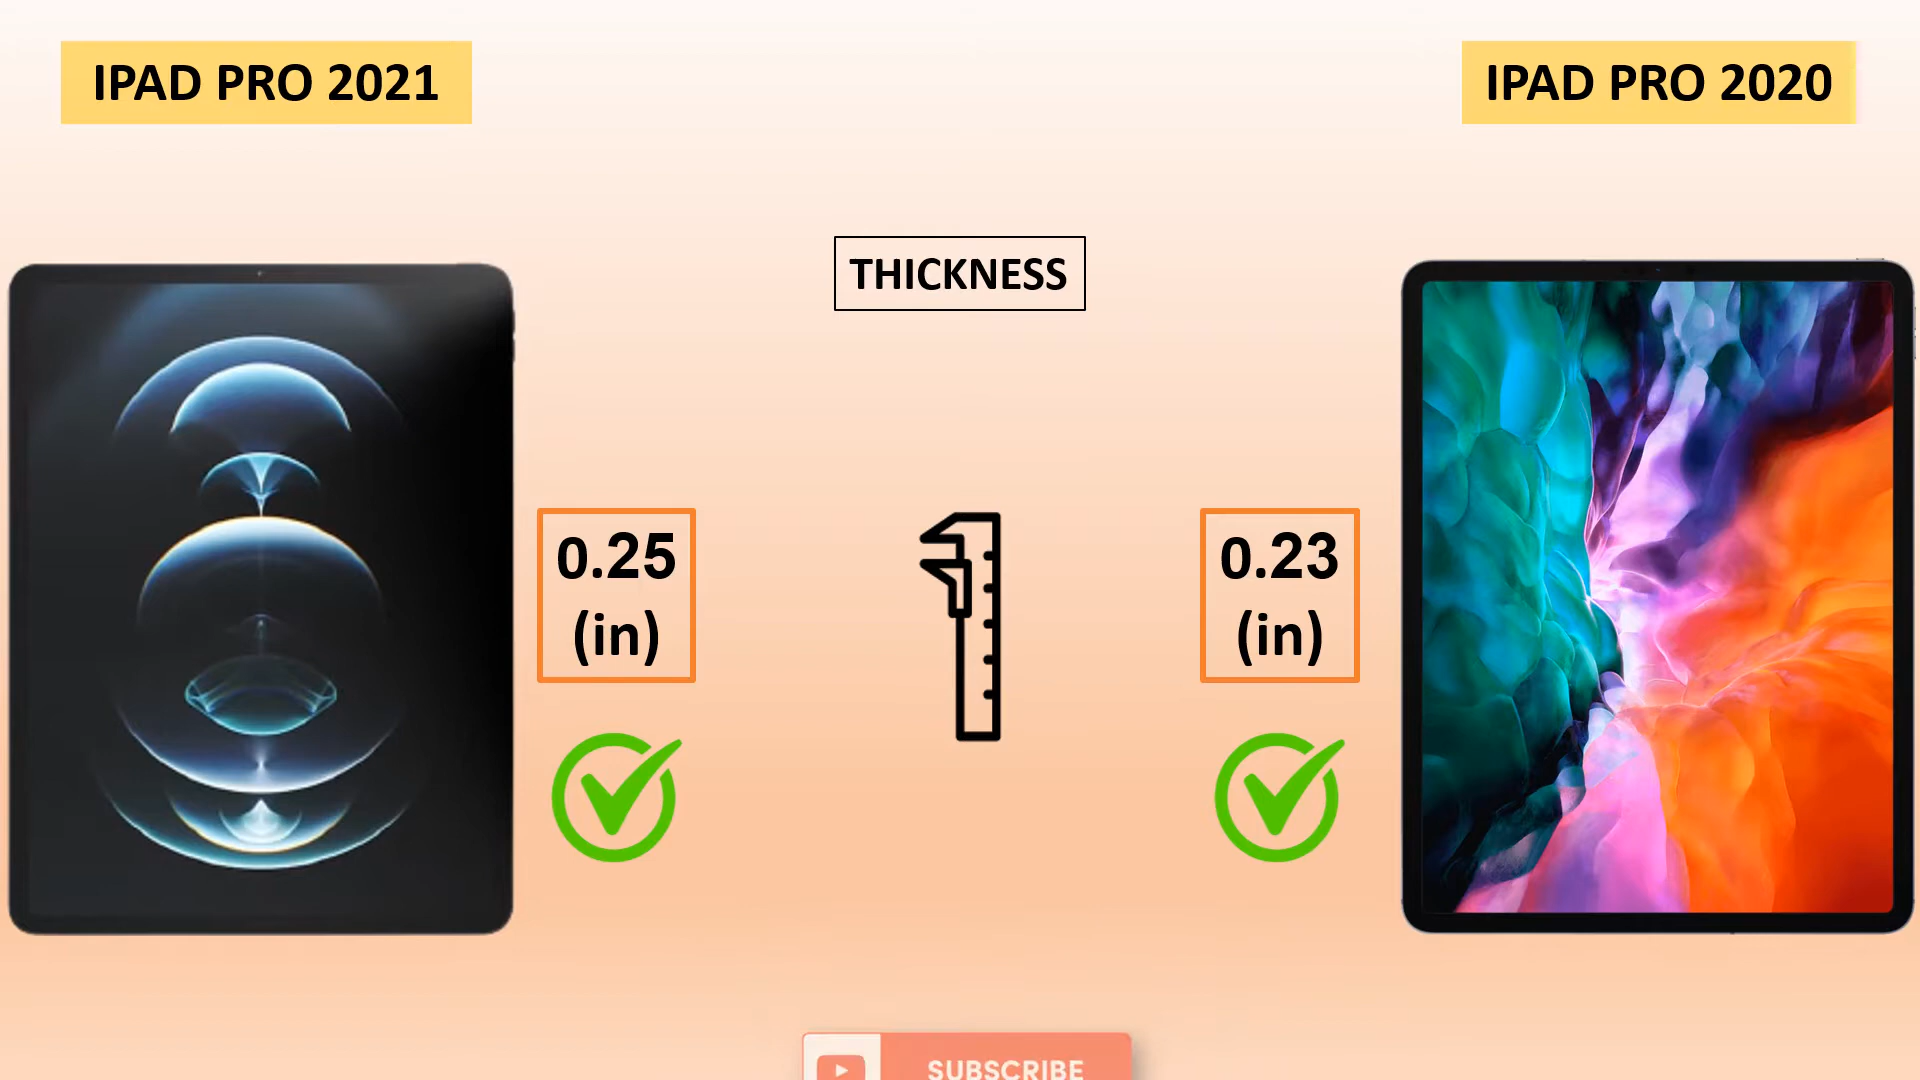 IPAD PRO 2021
IPAD PRO 2020
THICKNESS
0.25
(in)
0.23
(in)
SUBSCRIBE